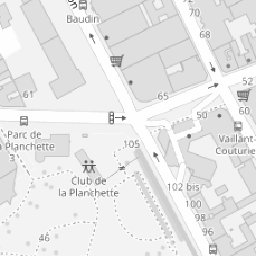 Baudin
70
68
61
65
52
60
50
Parc de
la Planchette
105
Vaillant-
Couturier
Club de
la Planchette
102 bis
100
98
96
46